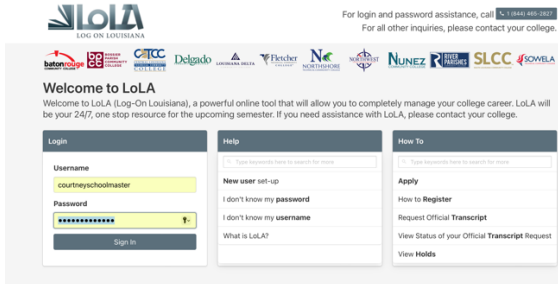 LoLA
LOG ON LOUISIANA
For login and password assistance, call 1 (844) 465-2827
For all other inquiries, please contact your college.
batonrouge
COMMUNITY COLLEGE
BOSSIER
PARISH
COMMUNITY
COLLEGE
CLTCC
Delgado
LOUISIANA DELTA
Fletcher
NORTHSHORE
NORTHWEST
NUNEZ
RIVER
PARISHES
SLCC
SOWELA
Welcome to LoLA
Welcome to LoLA (Log-On Louisiana), a powerful online tool that will allow you to completely manage your college career. LoLA will
be your 24/7, one stop resource for the upcoming semester. If you need assistance with LoLA, please contact your college.
Login
Username
courtneyschoolmaster
Password
Sign In
Help
Type keywords here to search for more
New user set-up
I don't know my password
I don't know my username
What is LoLA?
How To
Type keywords here to search for more
Apply
How to Register
Request Official Transcript
View Status of your Official Transcript Request
View Holds